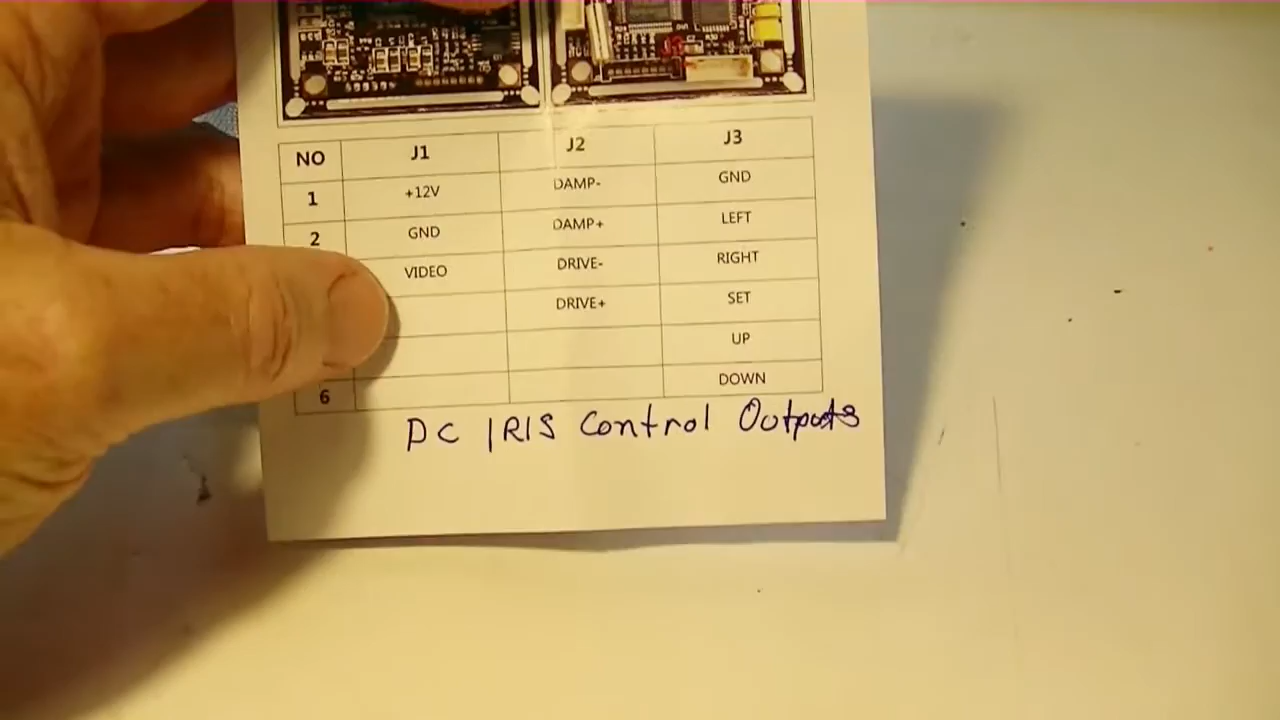 NO J1 J2 J3
1 +12V DAMP- GND
2 GND DAMP+ LEFT
VIDEO DRIVE- RIGHT
DRIVE+ SET
UP
6 DOWN
DC IRIS Control Outputs